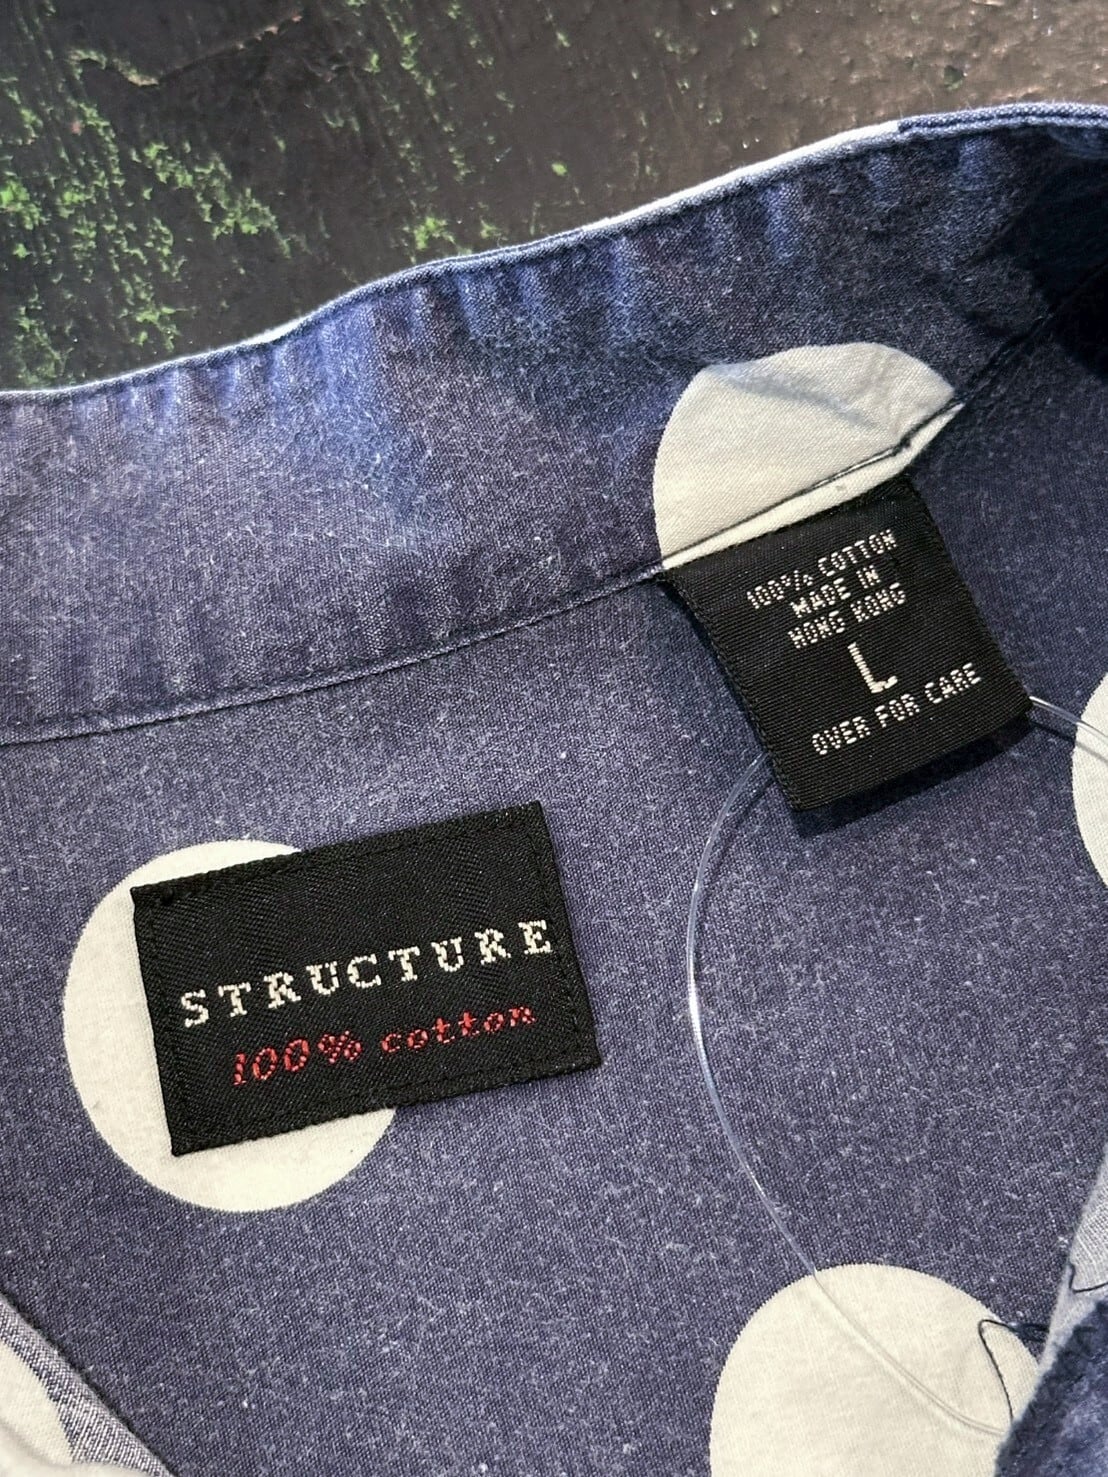 100% COTTON
MADE IN
HONG KONG
L
OVER FOR CARE
STRUCTURE
100% cotton